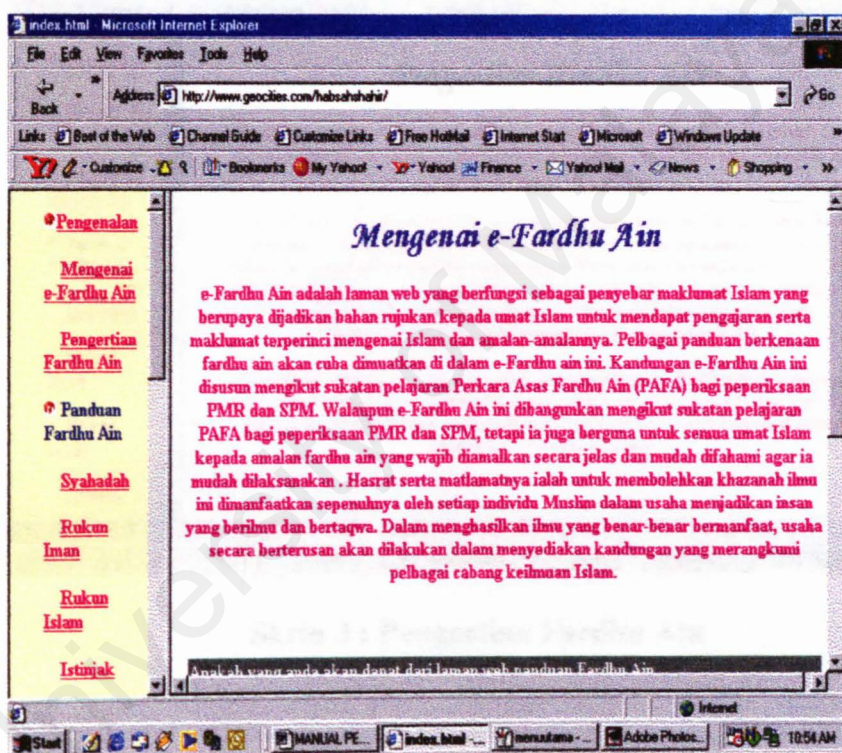 index.html - Microsoft Internet Explorer
File Edit View Favorites Tools Help
Back
Address http://www.geocities.com/habsahshahir/ Go
Links Best of the Web Channel Guide Customize Links Free HotMail Internet Start Microsoft Windows Update
Customize Bookmarks My Yahoo! Yahoo! Finance Yahoo! Mail News Shopping
Pengenalan
Mengenai
e-Fardhu Ain
Pengertian
Fardhu Ain
Panduan
Fardhu Ain
Syahadah
Rukun
Iman
Rukun
Islam
Istinjak
Mengenai e-Fardhu Ain
e-Fardhu Ain adalah laman web yang berfungsi sebagai penyebar maklumat Islam yang
berupaya dijadikan bahan rujukan kepada umat Islam untuk mendapat pengajaran serta
maklumat terperinci mengenai Islam dan amalan-amalannya. Pelbagai panduan berkenaan
fardhu ain akan cuba dimuatkan di dalam e-Fardhu ain ini. Kandungan e-Fardhu Ain ini
disusun mengikut sukatan pelajaran Perkara Asas Fardhu Ain (PAFA) bagi peperiksaan
PMR dan SPM. Walaupun e-Fardhu Ain ini dibangunkan mengikut sukatan pelajaran
PAFA bagi peperiksaan PMR dan SPM, tetapi ia juga berguna untuk semua umat Islam
kepada amalan fardhu ain yang wajib diamalkan secara jelas dan mudah difahami agar ia
mudah dilaksanakan . Hasrat serta matlamatnya ialah untuk membolehkan khazanah ilmu
ini dimanfaatkan sepenuhnya oleh setiap individu Muslim dalam usaha menjadikan insan
yang berilmu dan bertaqwa. Dalam menghasilkan ilmu yang benar-benar bermanfaat, usaha
secara berterusan akan dilakukan dalam menyediakan kandungan yang merangkumi
pelbagai cabang keilmuan Islam.
Apakah yang anda akan dapat dari laman web panduan Fardhu Ain
Internet
Start MANUAL PE... index.html -... menuutama -... Adobe Photos... 10:54 AM
University of Malaya